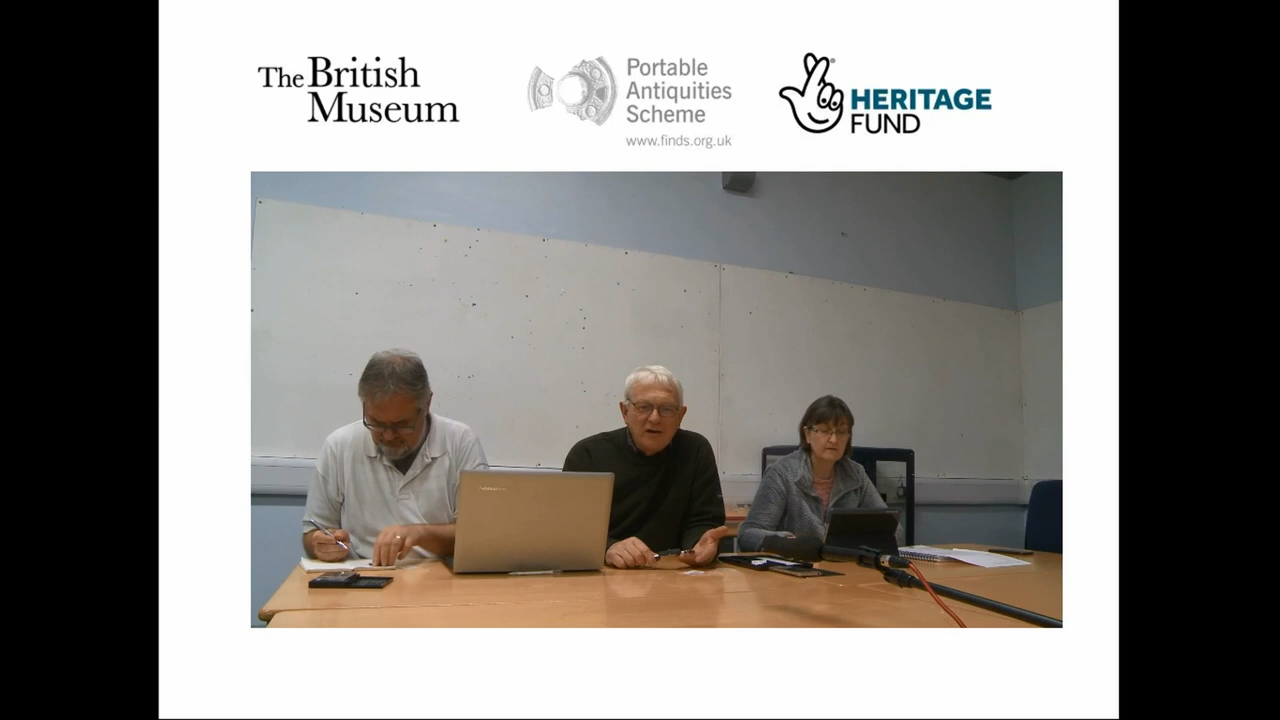 The British
Museum
Portable
Antiquities
Scheme
www.finds.org.uk
HERITAGE
FUND